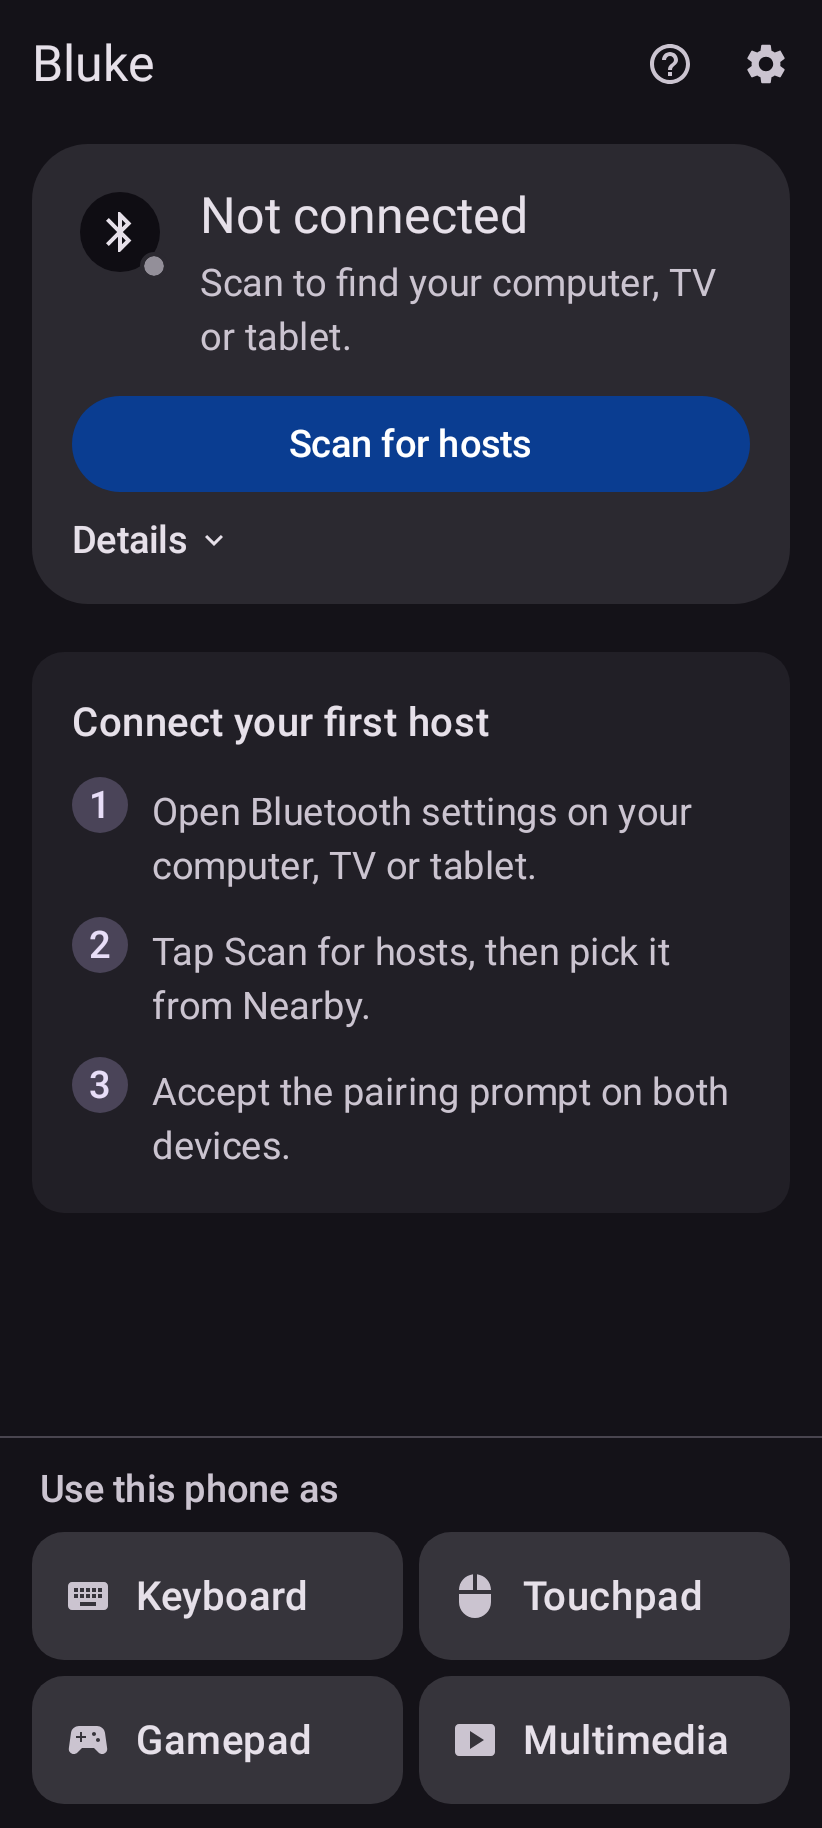 Bluke
Not connected
Scan to find your computer, TV
or tablet.
Scan for hosts
Details
Connect your first host
1
Open Bluetooth settings on your
computer, TV or tablet.
2
Tap Scan for hosts, then pick it
from Nearby.
3
Accept the pairing prompt on both
devices.
Use this phone as
Keyboard
Touchpad
Gamepad
Multimedia